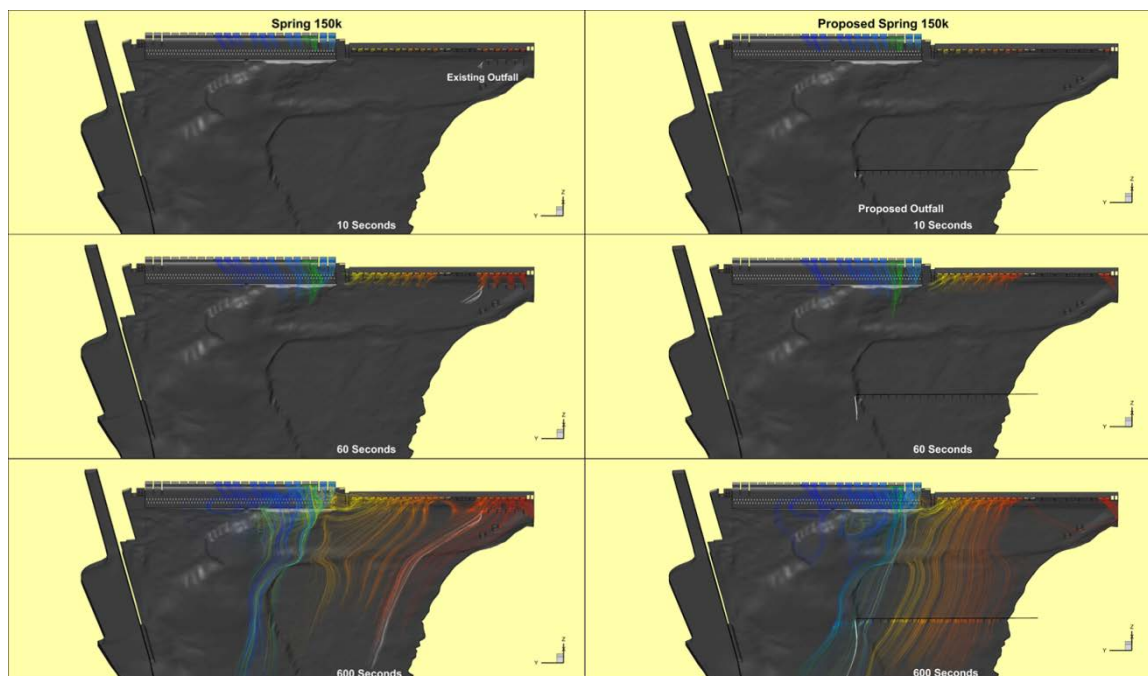 Spring 150k
Existing Outfall
10 Seconds
Y
Z
Proposed Spring 150k
Proposed Outfall
10 Seconds
Y
Z
60 Seconds
Y
Z
60 Seconds
Y
Z
600 Seconds
Y
Z
600 Seconds
Y
Z